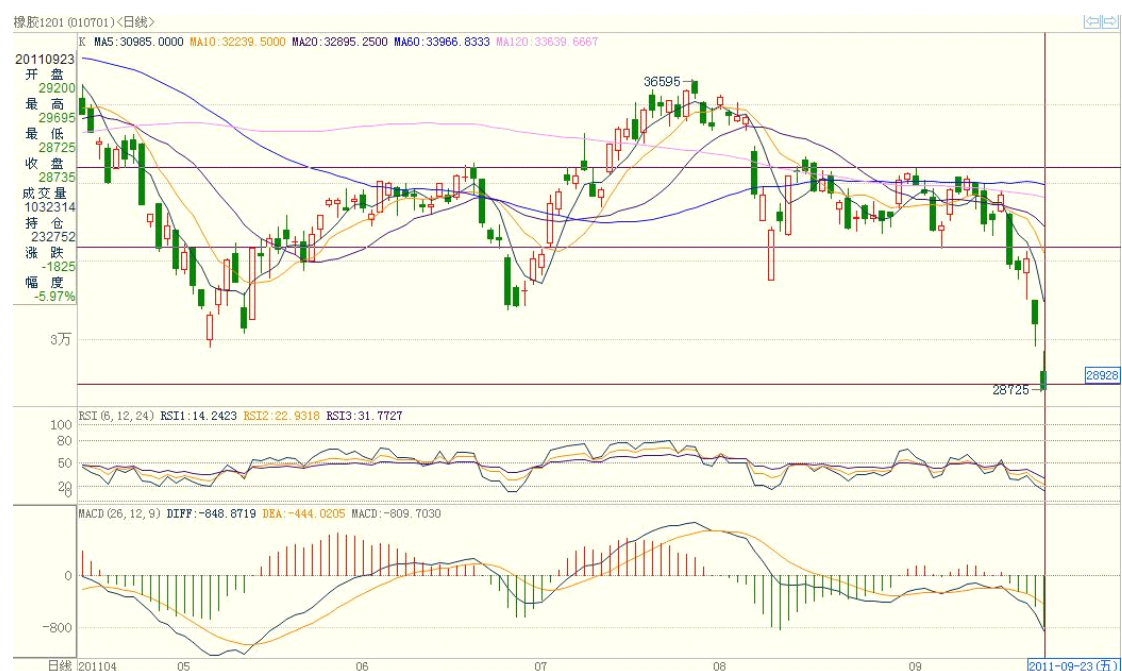 橡胶1201 (010701)<日线>
K MA5:30985.0000 MA10:32239.5000 MA20:32895.2500 MA60:33966.8333 MA120:33639.6667
20110923
开 盘
29200
最 高
29695
最 低
28725
收 盘
28735
成交量
1032314
持 仓
232752
涨 跌
-1825
幅 度
-5.97%
3万
36595
28725
28928
RSI(6,12,24) RSI1:14.2423 RSI2:22.9318 RSI3:31.7727
100
80
50
20
0
MACD(26,12,9) DIFF:-848.8719 DEA:-444.0205 MACD:-809.7030
0
-800
日线 201104 05 06 07 08 09 2011-09-23(五)